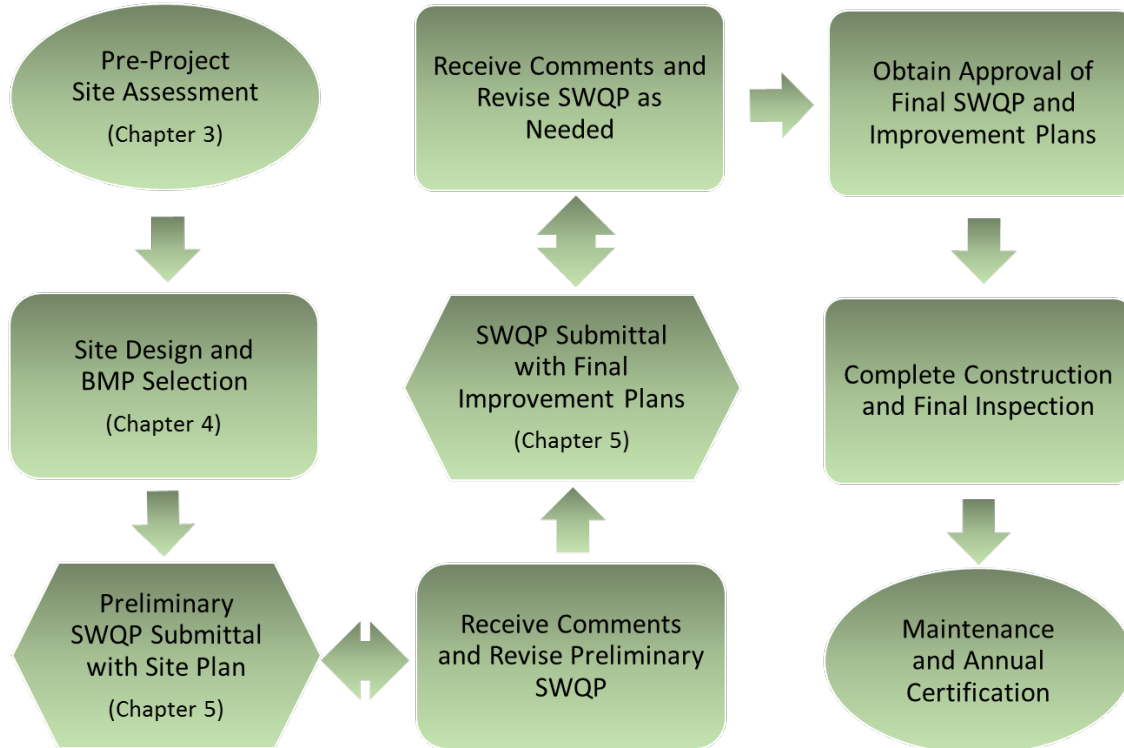 Pre-Project
Site Assessment
(Chapter 3)
Site Design and
BMP Selection
(Chapter 4)
Preliminary
SWQP Submittal
with Site Plan
(Chapter 5)
Receive Comments
and Revise Preliminary
SWQP
SWQP Submittal
with Final
Improvement Plans
(Chapter 5)
Receive Comments and
Revise SWQP as
Needed
Obtain Approval of
Final SWQP and
Improvement Plans
Complete Construction
and Final Inspection
Maintenance
and Annual
Certification